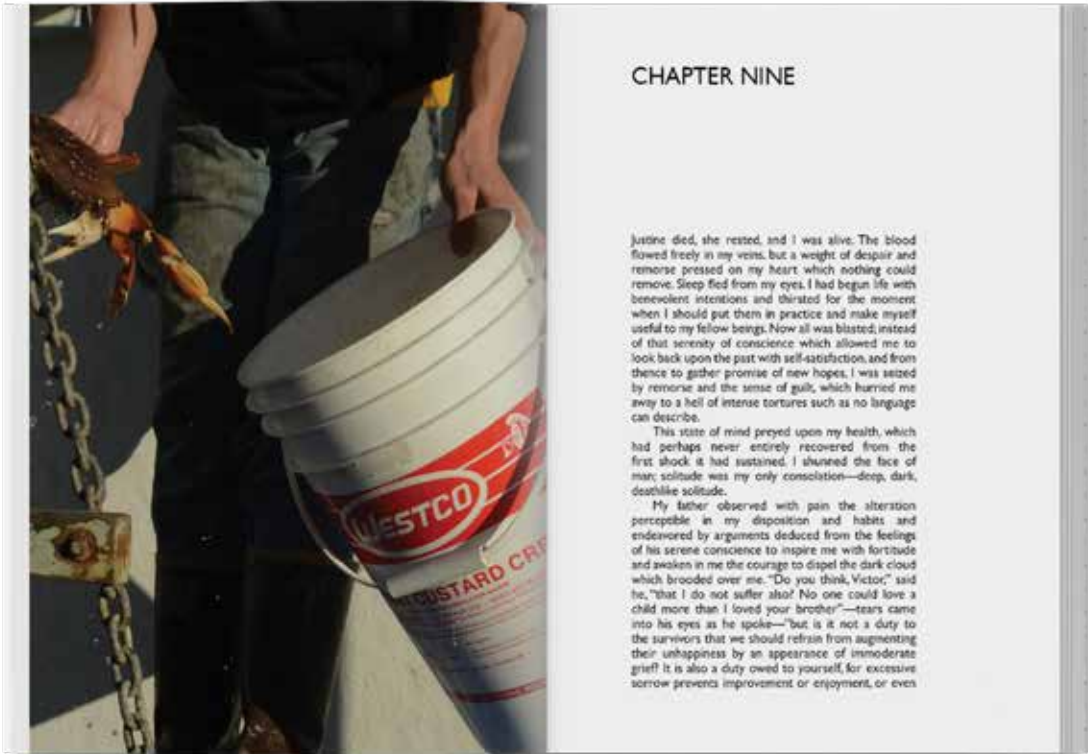 WESTCO
CUSTARD CRE
CHAPTER NINE
Justine died, she rested, and I was alive. The blood
flowed freely in my veins, but a weight of despair and
remorse pressed on my heart which nothing could
remove. Sleep fled from my eyes. I had begun life with
benevolent intentions and thirsted for the moment
when I should put them in practice and make myself
useful to my fellow beings. Now all was blasted; instead
of that serenity of conscience which allowed me to
look back upon the past with self-satisfaction, and from
thence to gather promise of new hopes, I was seized
by remorse and the sense of guilt, which hurried me
away to a hell of intense tortures such as no language
can describe.
This state of mind preyed upon my health, which
had perhaps never entirely recovered from the
first shock it had sustained. I shunned the face of
man; solitude was my only consolation—deep, dark,
deathlike solitude.
My father observed with pain the alteration
perceptible in my disposition and habits and
endeavored by arguments deduced from the feelings
of his serene conscience to inspire me with fortitude
and awaken in me the courage to dispel the dark cloud
which brooded over me. “Do you think, Victor,” said
he, “that I do not suffer also? No one could love a
child more than I loved your brother”—tears came
into his eyes as he spoke—“but is it not a duty to
the survivors that we should refrain from augmenting
their unhappiness by an appearance of immoderate
grief? It is also a duty owed to yourself, for excessive
sorrow prevents improvement or enjoyment, or even